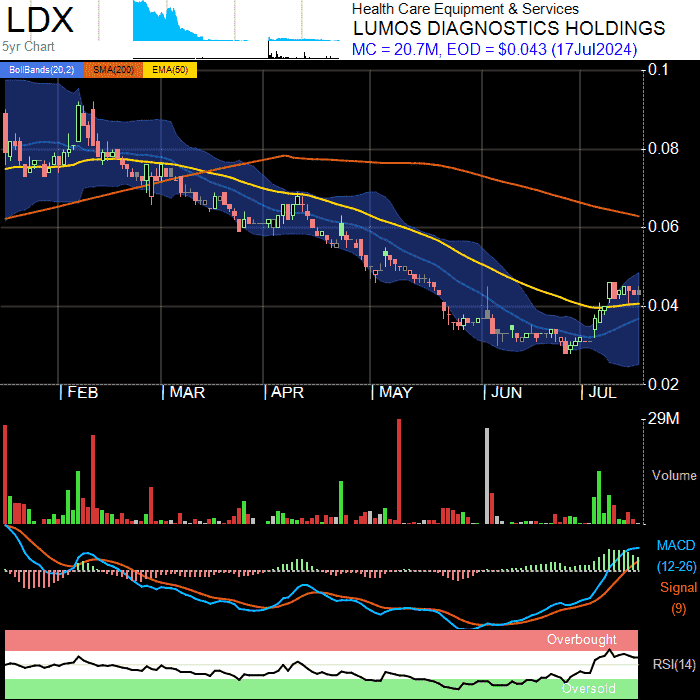 LDX
5yr Chart
Health Care Equipment & Services
LUMOS DIAGNOSTICS HOLDINGS
MC = 20.7M, EOD = $0.043 (17Jul2024)
BollBands(20,2) SMA(200) EMA(50)
0.1
0.08
0.06
0.04
0.02
FEB MAR APR MAY JUN JUL
29M
Volume
MACD
(12-26)
Signal
(9)
Overbought
RSI(14)
Oversold